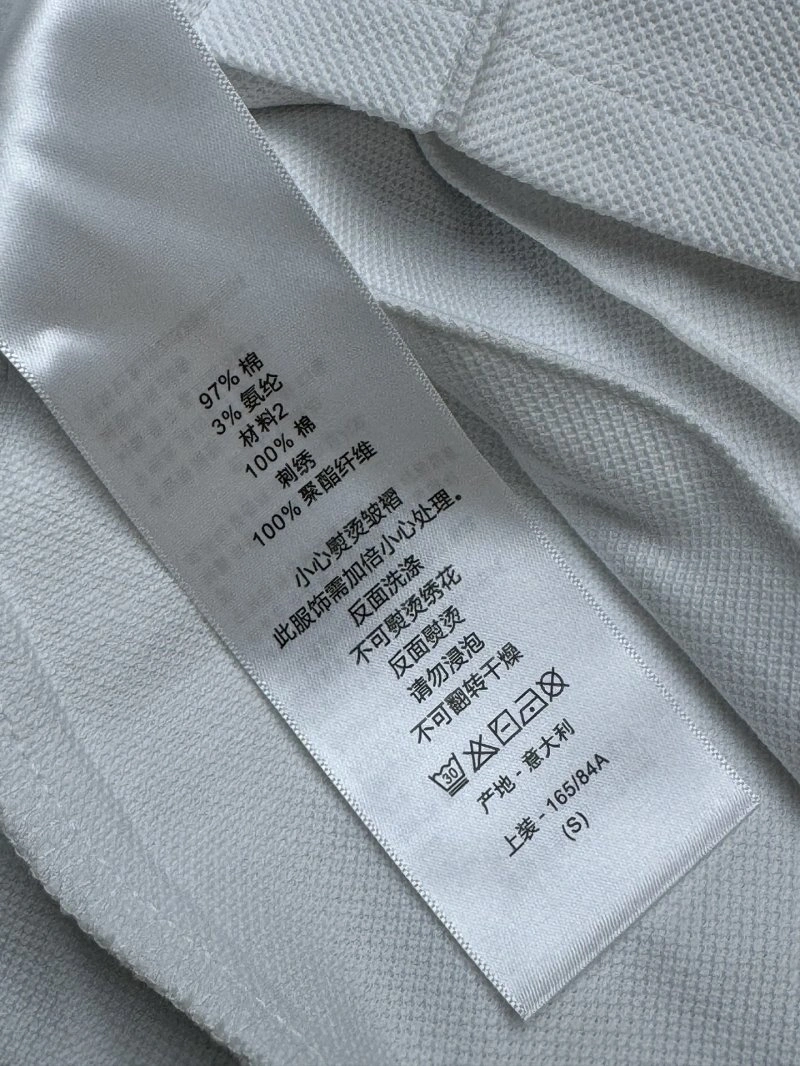 97% 棉
3% 氨纶
材料2
100% 棉
刺绣
100% 聚酯纤维
小心熨烫皱褶
此服饰需加倍小心处理。
反面洗涤
不可熨烫绣花
反面熨烫
请勿浸泡
不可翻转干燥
30
产地 - 意大利
上装 - 165/84A
(S)